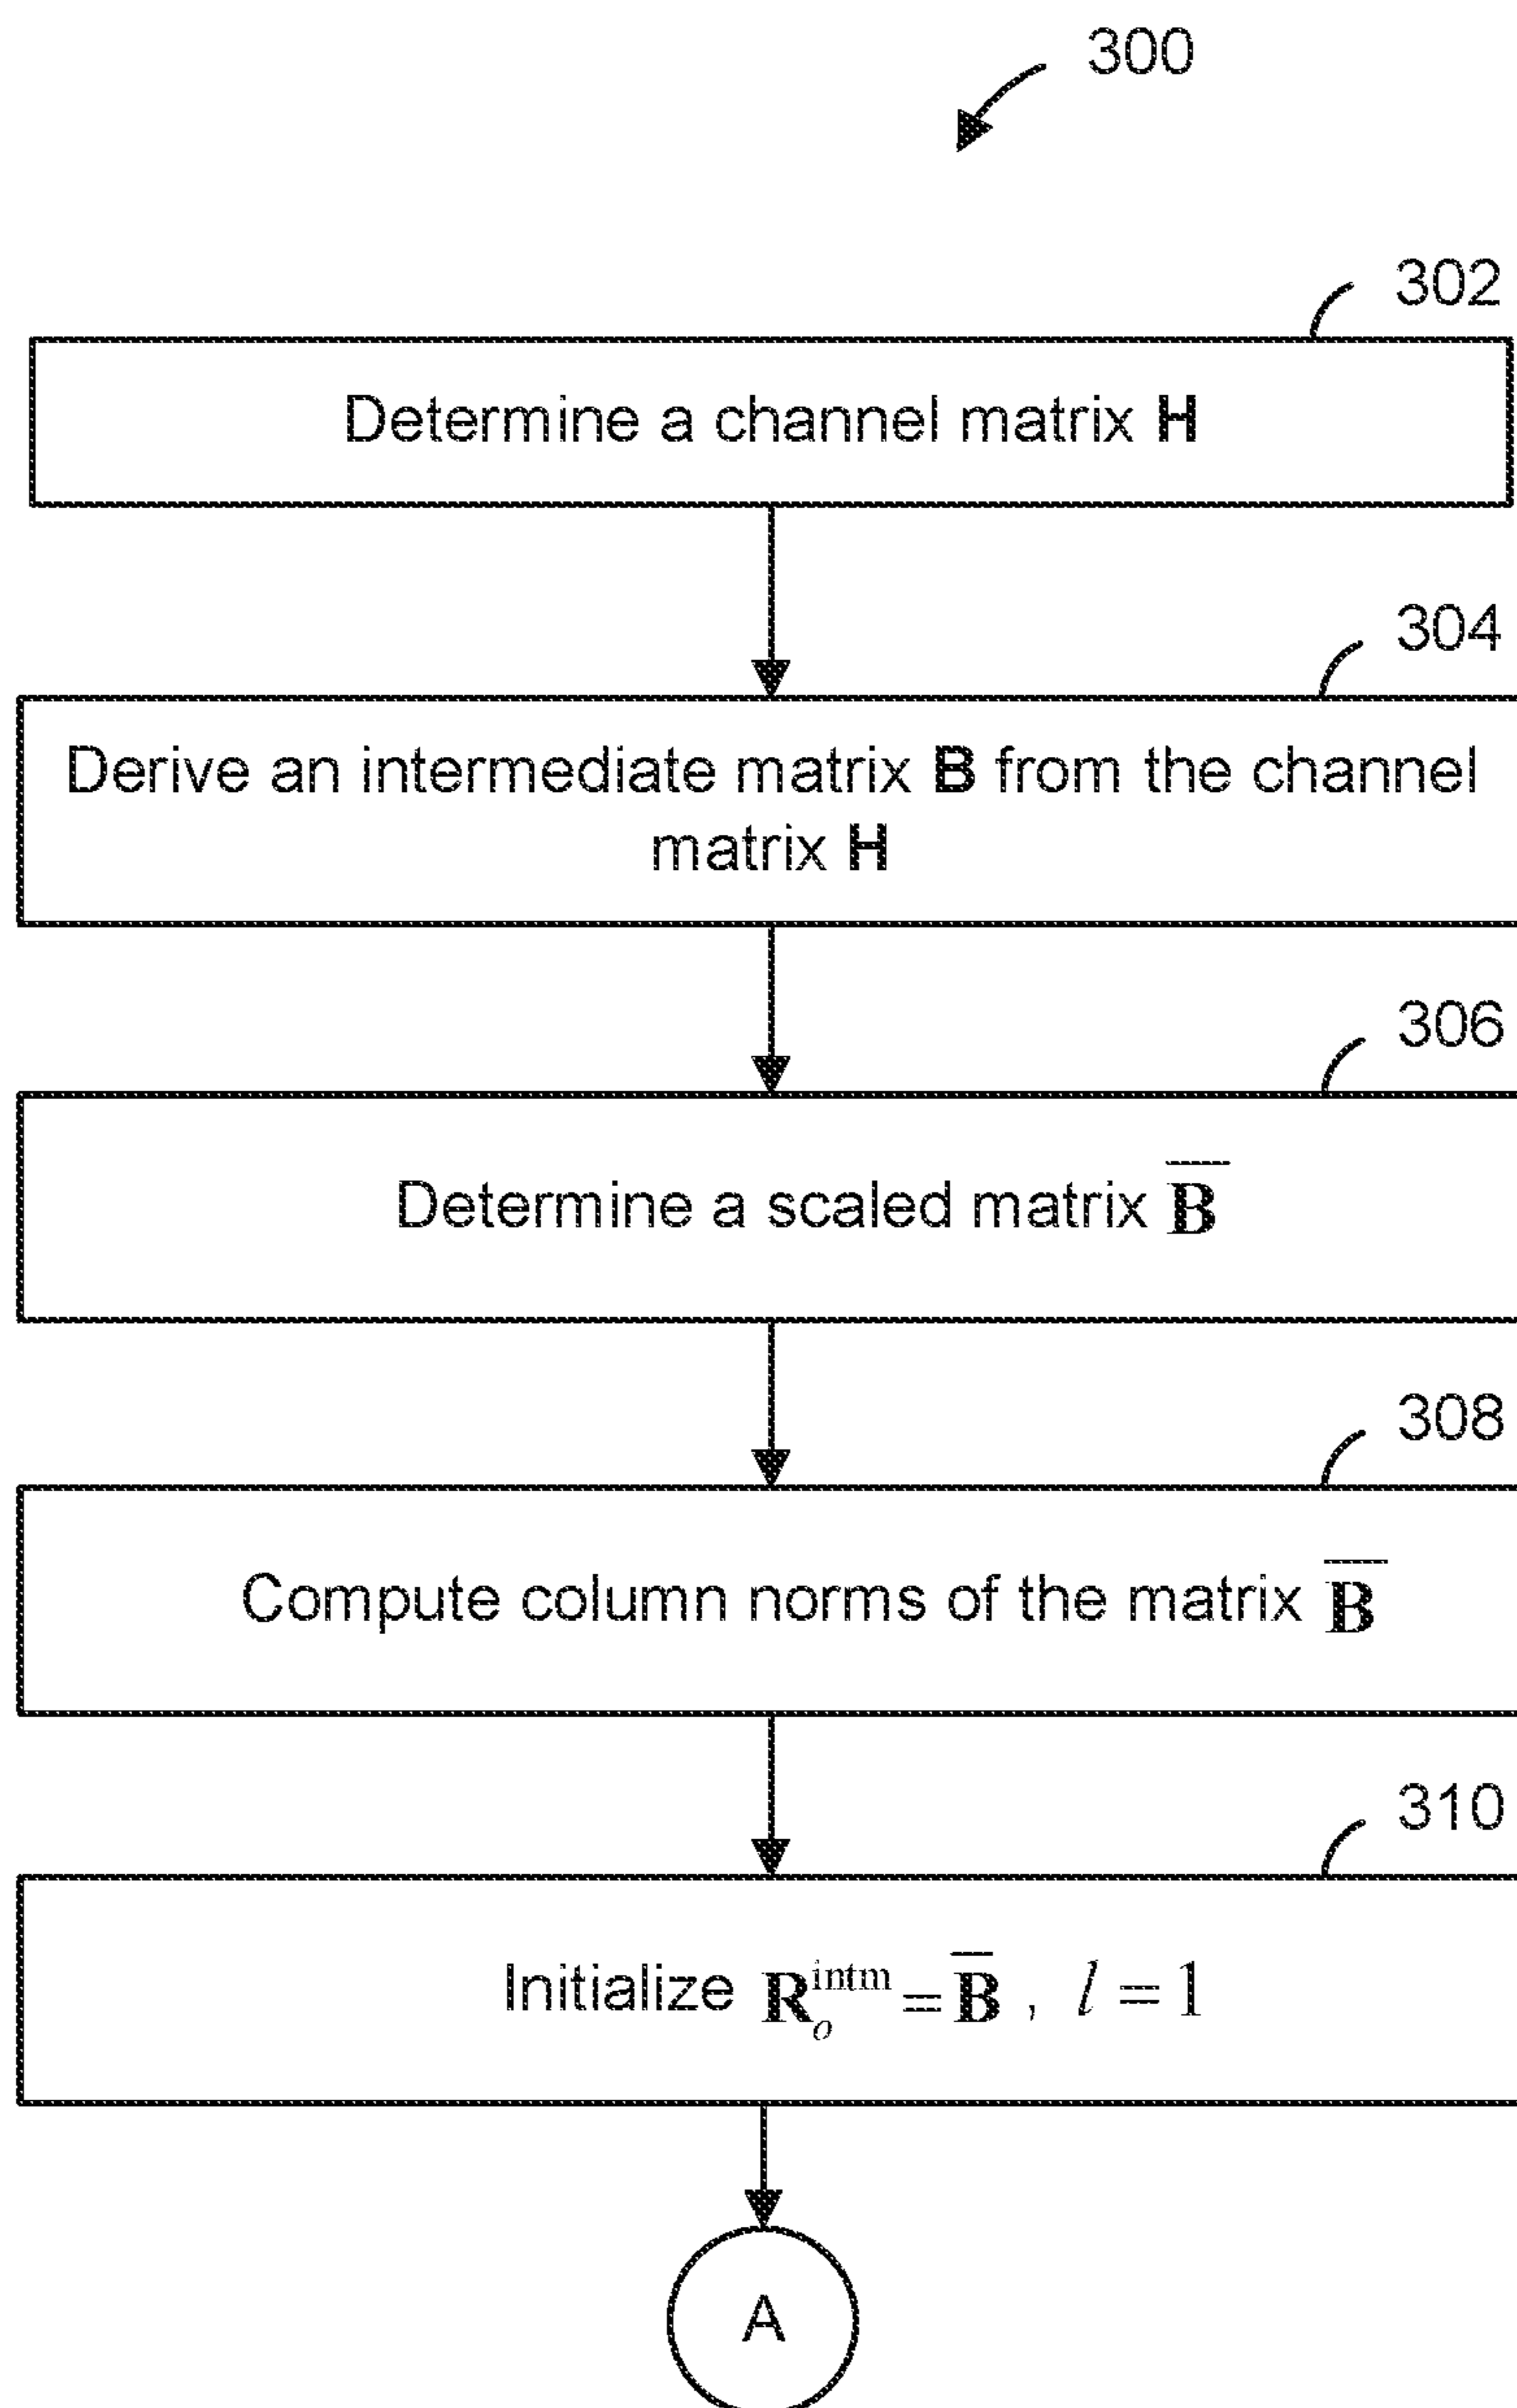 300
302
Determine a channel matrix H
304
Derive an intermediate matrix B from the channel
matrix H
306
Determine a scaled matrix B̅
308
Compute column norms of the matrix B̅
310
Initialize R_o^intm = B̅ , l = 1
A